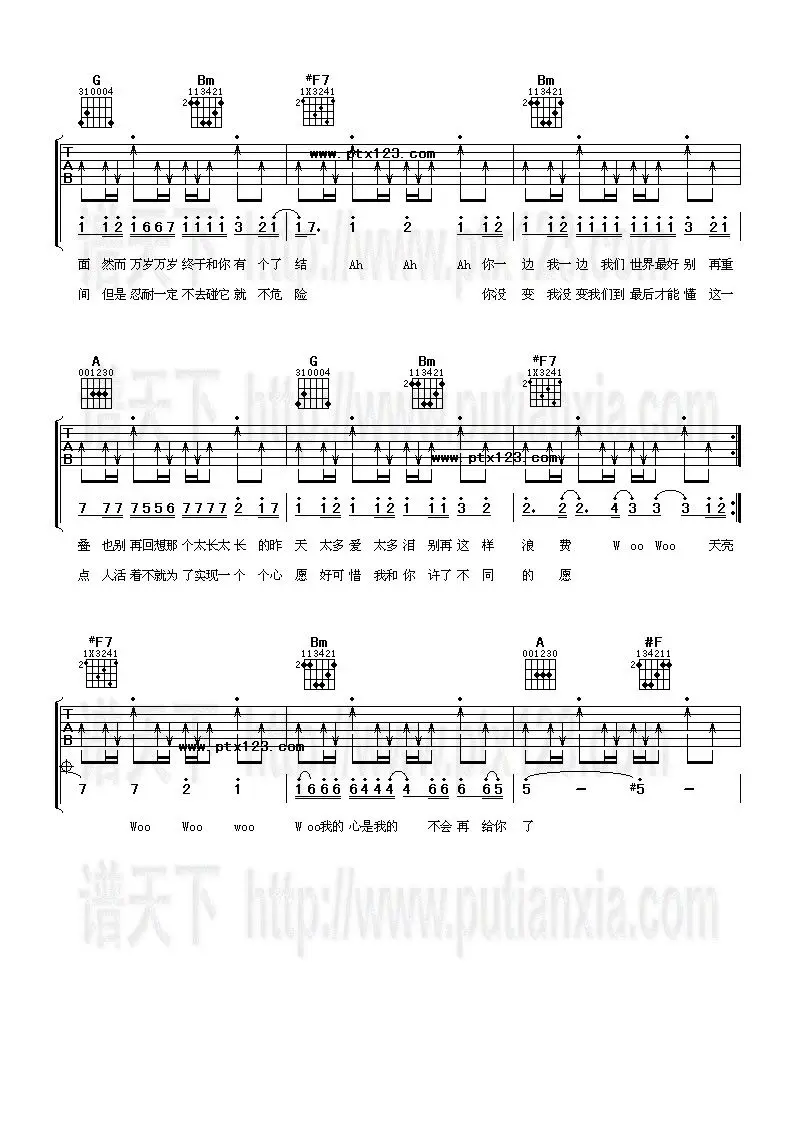 G Bm #F7 Bm
310004 113421 1X3241 113421
2 2 2
www.ptx123.com
TAB
1 1 2 1 6 6 7 1 1 1 1 3 2 1 1 7. 1 2 1 1 2 1 1 2 1 1 1 1 1 1 1 1 3 2 1
面 然而 万岁万岁 终于和你 有 个了 结 Ah Ah Ah 你一 边 我一 边 我们 世界最好 别 再重
间 但是 忍耐一定 不去碰它 就 不危 险 你没 变 我没 变我们到 最后才能 懂 这一
A G Bm #F7
001230 310004 113421 1X3241
2 2
TAB
www.ptx123.com
7 7 7 7 5 5 6 7 7 7 7 2 1 7 1 1 2 1 1 2 1 1 1 3 2 2. 2 2. 4 3 3 3 1 2
叠 也别 再回想那 个太长太 长 的昨 天 太多 爱 太多 泪 别再 这 样 浪 费 W oo Woo 天亮
点 人活 着不就为 了实现一 个 个心 愿 好可 惜 我和 你 许了 不 同 的 愿
#F7 Bm A #F
1X3241 113421 001230 134211
2 2 2
TAB
www.ptx123.com
7 7 2 1 1 6 6 6 6 4 4 4 4 6 6 6 6 5 5 – #5 –
Woo Woo woo W oo我的 心是我的 不会 再 给你 了
谱天下 http://www.putianxia.com